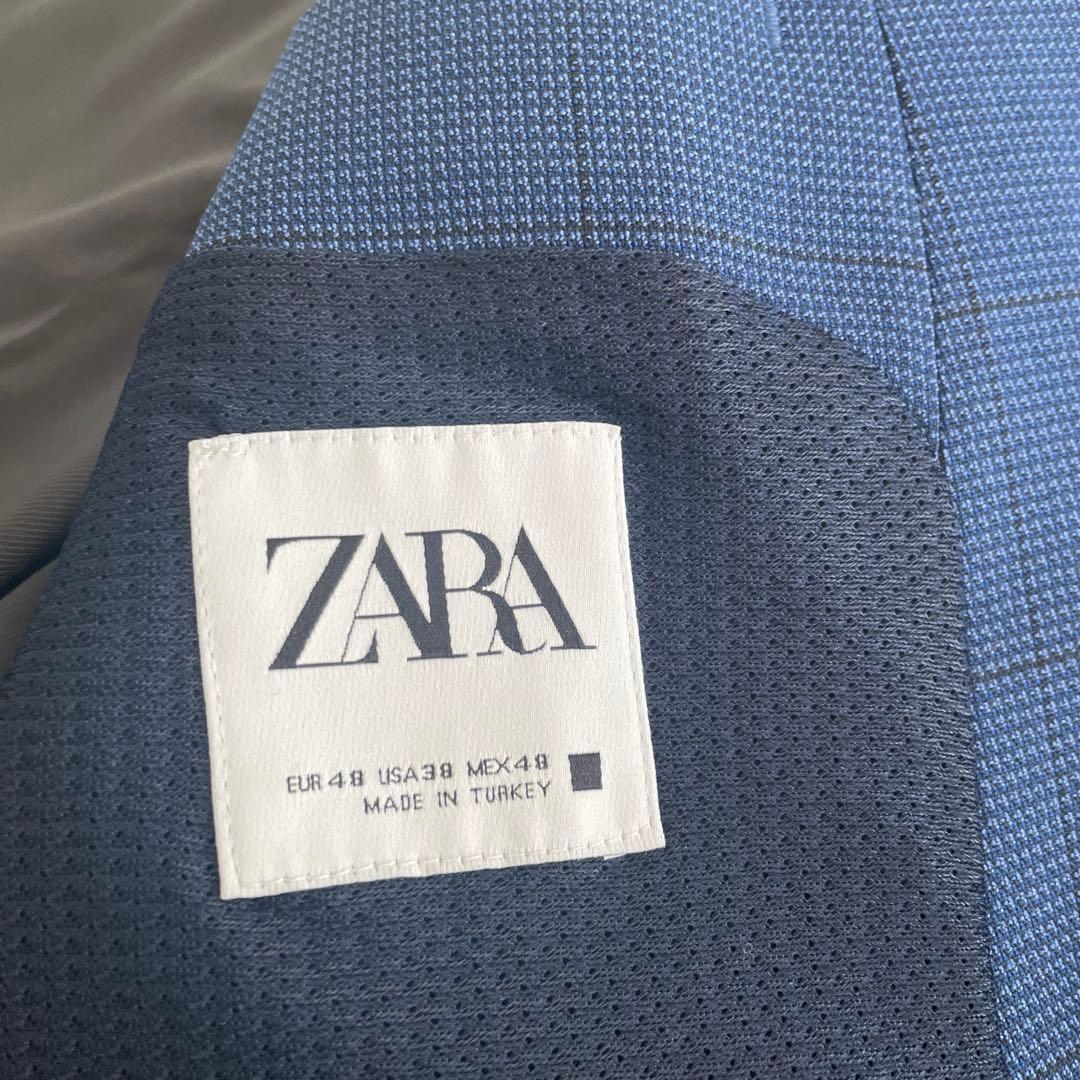 ZARA
EUR 48 USA 38 MEX 48
MADE IN TURKEY